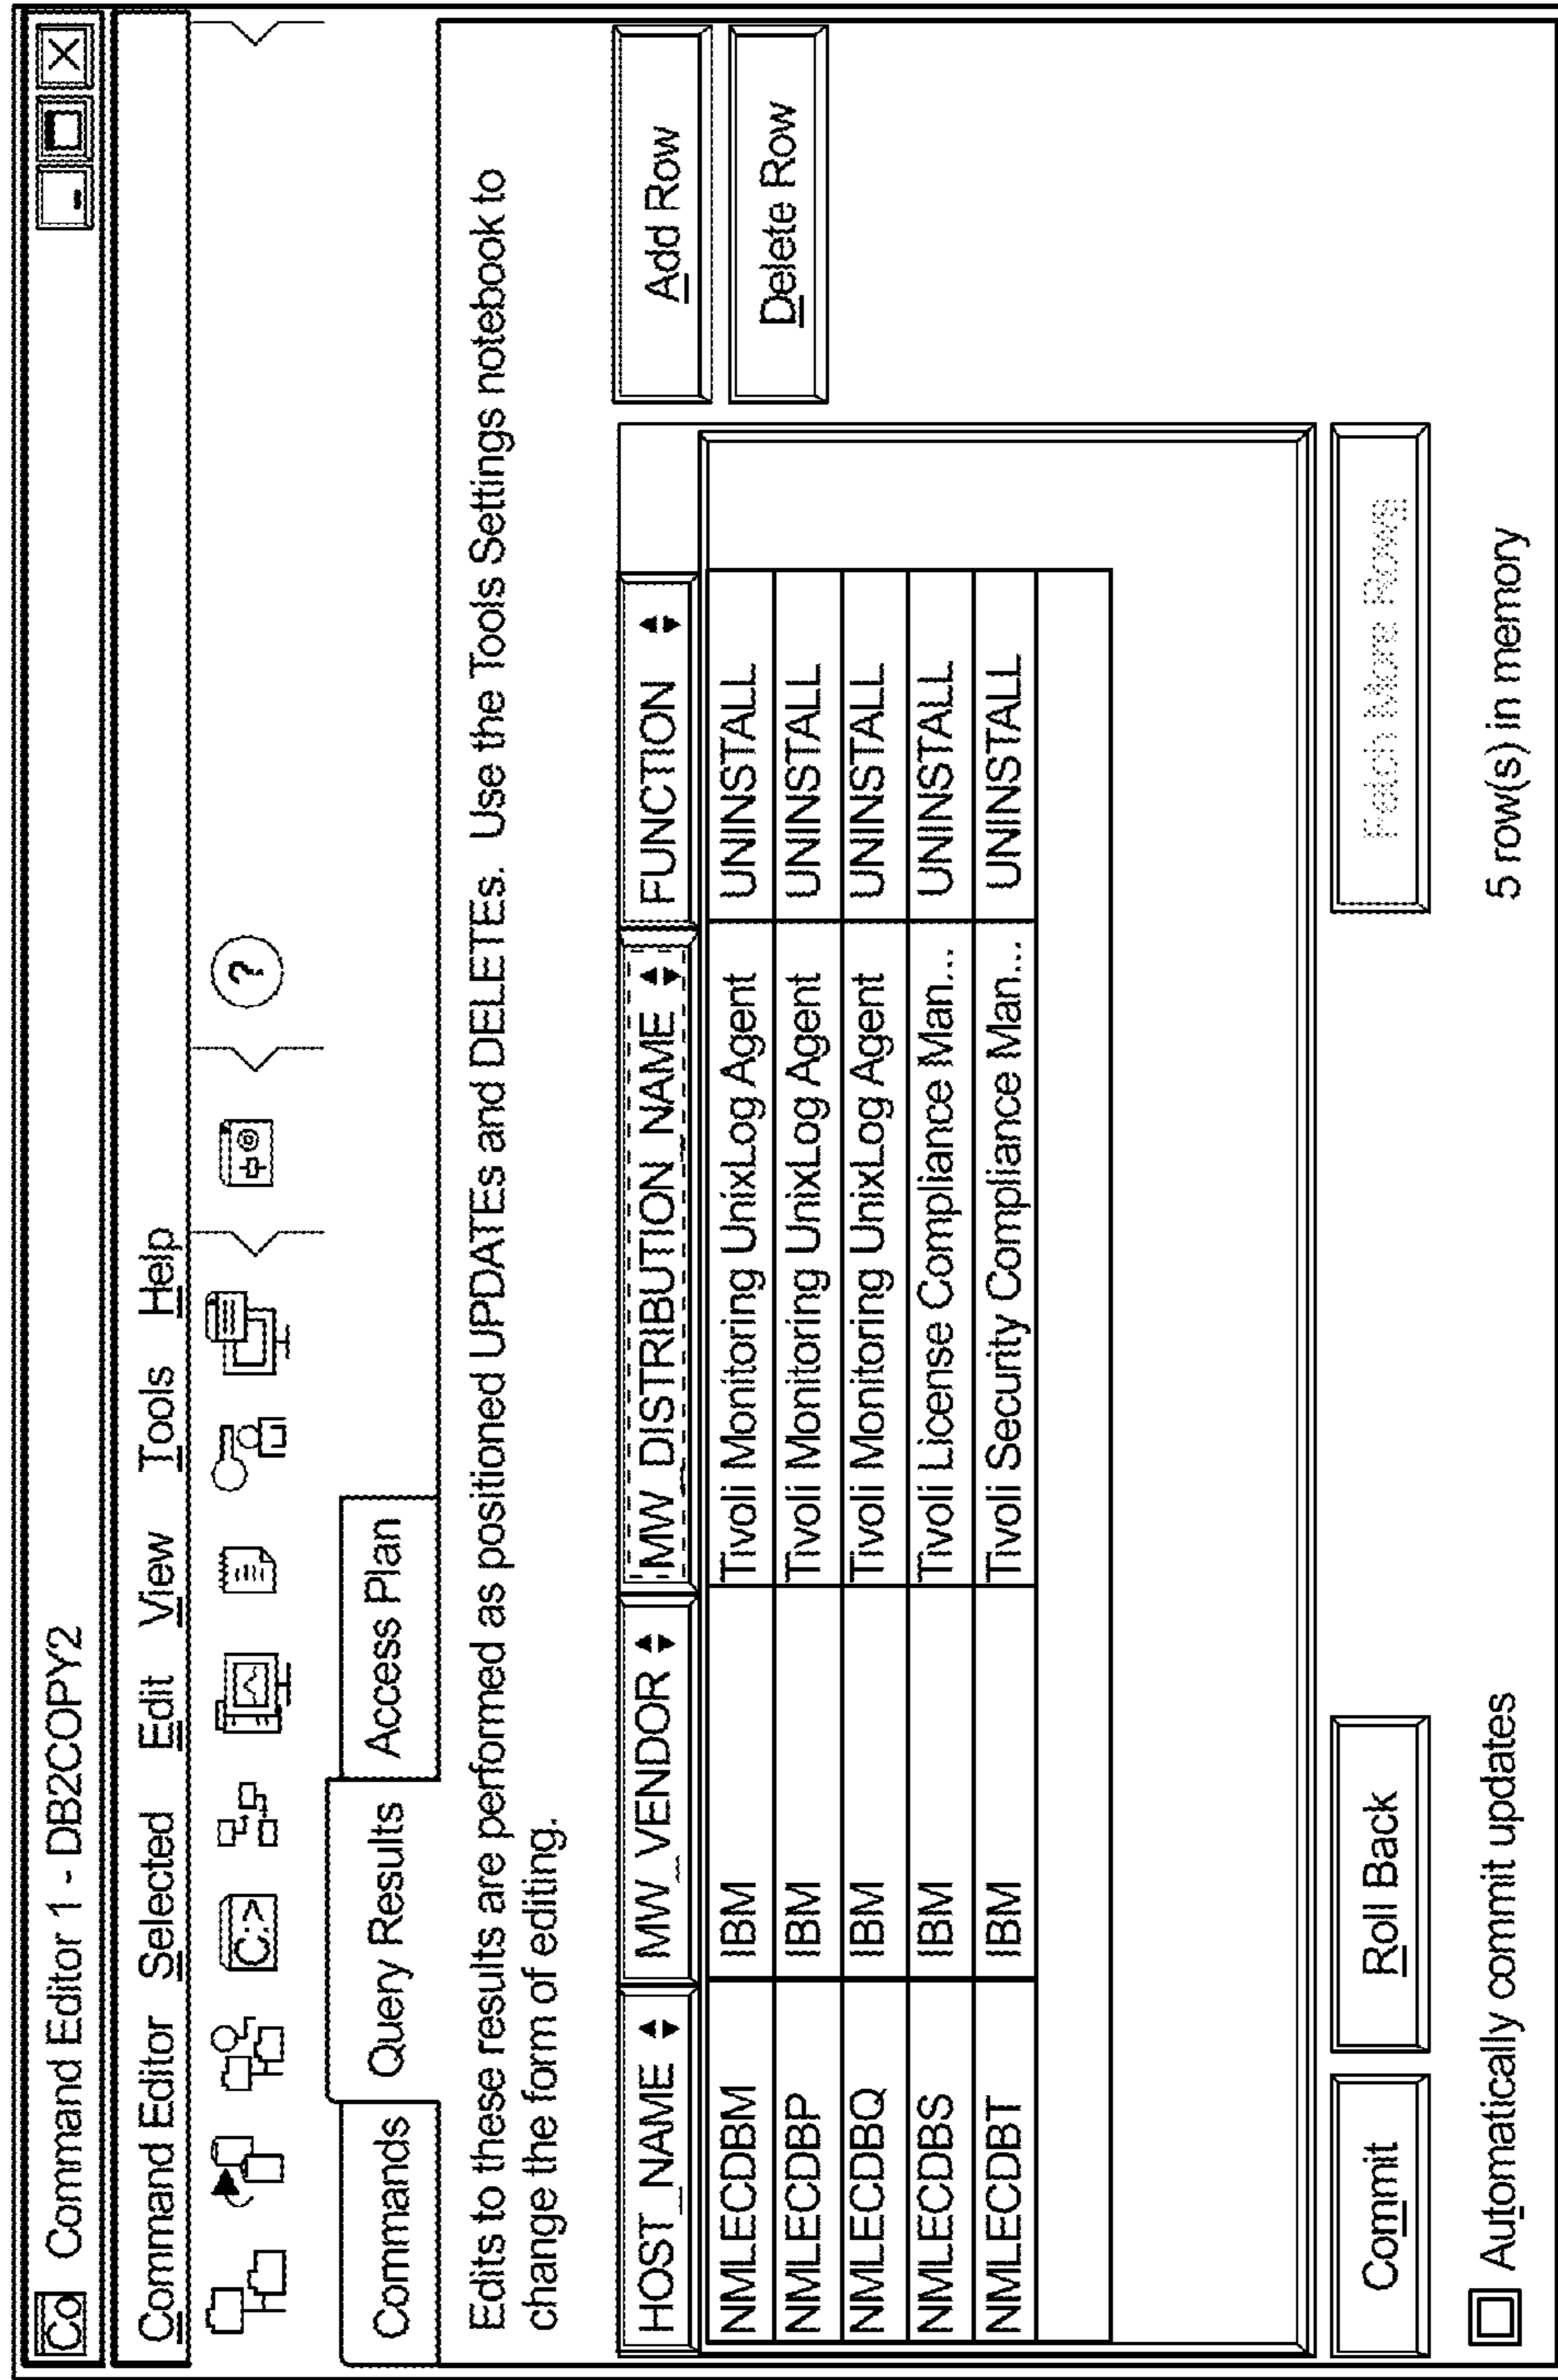 Co Command Editor 1 - DB2COPY2
Command Editor Selected Edit View Tools Help
C:>
?
Commands Query Results Access Plan
Edits to these results are performed as positioned UPDATEs and DELETEs. Use the Tools Settings notebook to
change the form of editing.
HOST_NAME MW_VENDOR MW_DISTRIBUTION_NAME FUNCTION
NMLECDBM IBM Tivoli Monitoring UnixLog Agent UNINSTALL
NMLECDBP IBM Tivoli Monitoring UnixLog Agent UNINSTALL
NMLECDBQ IBM Tivoli Monitoring UnixLog Agent UNINSTALL
NMLECDBS IBM Tivoli License Compliance Man... UNINSTALL
NMLECDBT IBM Tivoli Security Compliance Man... UNINSTALL
Add Row
Delete Row
Commit Roll Back Fetch More Rows
Automatically commit updates 5 row(s) in memory